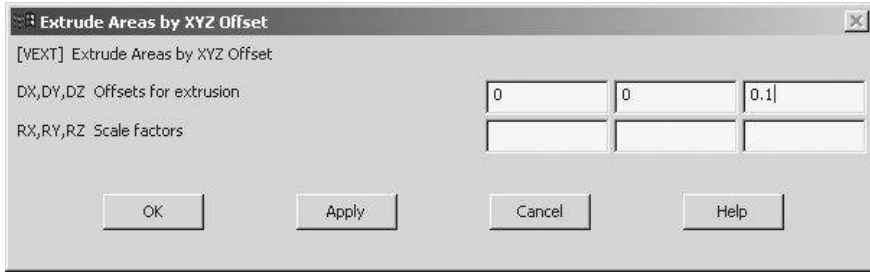 Extrude Areas by XYZ Offset
[VEXT] Extrude Areas by XYZ Offset
DX,DY,DZ Offsets for extrusion 0 0 0.1
RX,RY,RZ Scale factors
OK Apply Cancel Help